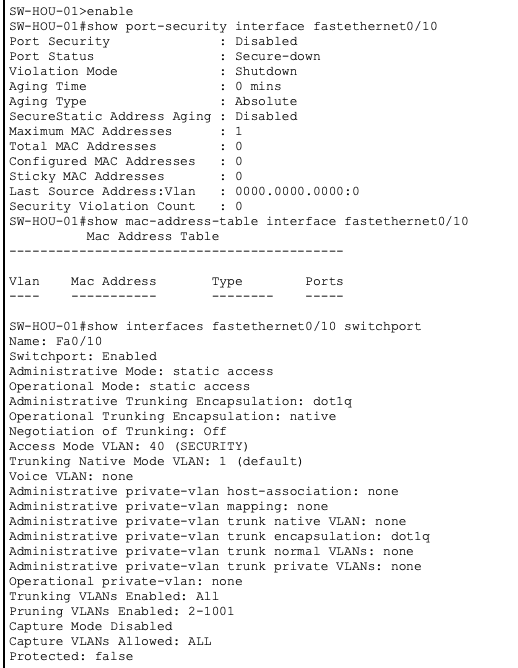 SW-HOU-01>enable
SW-HOU-01#show port-security interface fastethernet0/10
Port Security              : Disabled
Port Status                : Secure-down
Violation Mode             : Shutdown
Aging Time                 : 0 mins
Aging Type                 : Absolute
SecureStatic Address Aging : Disabled
Maximum MAC Addresses      : 1
Total MAC Addresses        : 0
Configured MAC Addresses   : 0
Sticky MAC Addresses       : 0
Last Source Address:Vlan   : 0000.0000.0000:0
Security Violation Count   : 0
SW-HOU-01#show mac-address-table interface fastethernet0/10
          Mac Address Table
-------------------------------------------
Vlan    Mac Address       Type        Ports
----    -----------       --------    -----
SW-HOU-01#show interfaces fastethernet0/10 switchport
Name: Fa0/10
Switchport: Enabled
Administrative Mode: static access
Operational Mode: static access
Administrative Trunking Encapsulation: dot1q
Operational Trunking Encapsulation: native
Negotiation of Trunking: Off
Access Mode VLAN: 40 (SECURITY)
Trunking Native Mode VLAN: 1 (default)
Voice VLAN: none
Administrative private-vlan host-association: none
Administrative private-vlan mapping: none
Administrative private-vlan trunk native VLAN: none
Administrative private-vlan trunk encapsulation: dot1q
Administrative private-vlan trunk normal VLANs: none
Administrative private-vlan trunk private VLANs: none
Operational private-vlan: none
Trunking VLANs Enabled: All
Pruning VLANs Enabled: 2-1001
Capture Mode Disabled
Capture VLANs Allowed: ALL
Protected: false